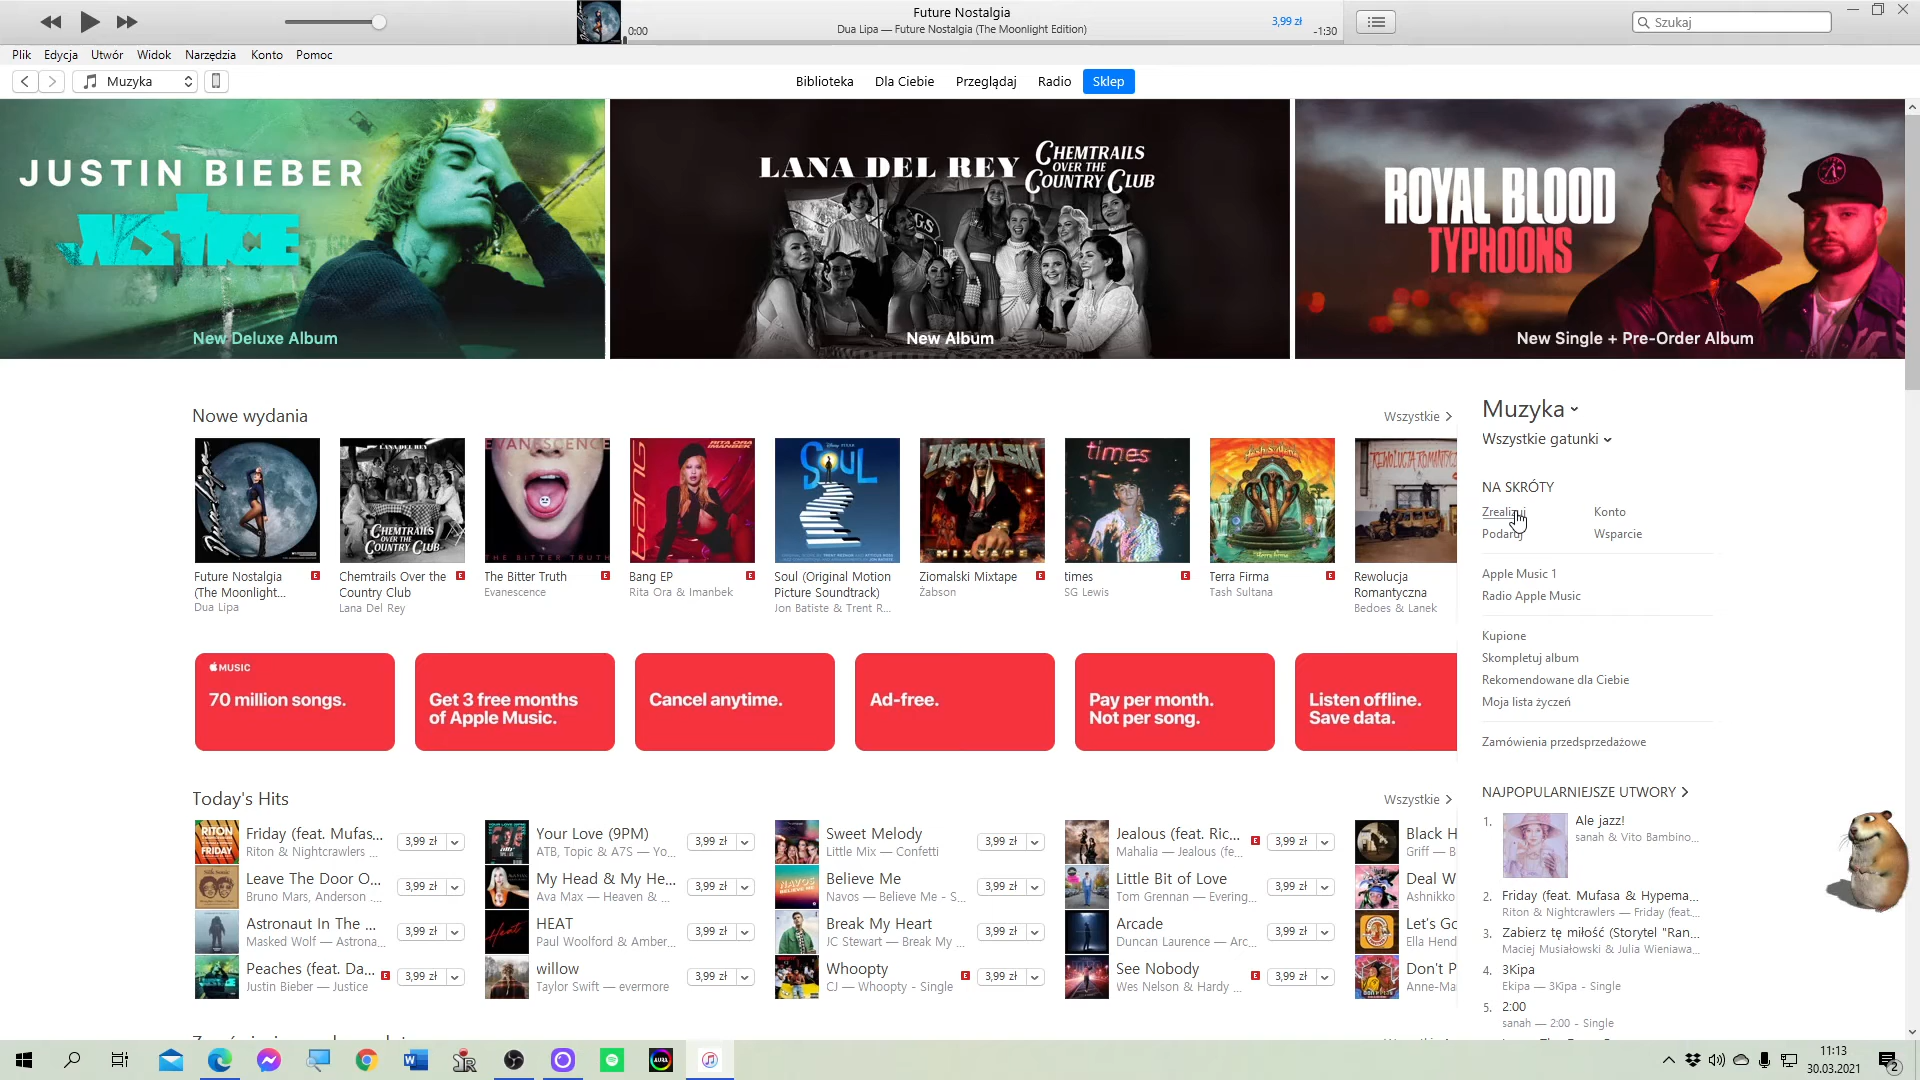 Future Nostalgia
Dua Lipa — Future Nostalgia (The Moonlight Edition)
0:00
3,99 zł
-1:30
Szukaj
Plik Edycja Utwór Widok Narzędzia Konto Pomoc
Muzyka
Biblioteka Dla Ciebie Przeglądaj Radio Sklep
JUSTIN BIEBER
JUSTICE
New Deluxe Album
LANA DEL REY
CHEMTRAILS
OVER THE
COUNTRY CLUB
New Album
ROYAL BLOOD
TYPHOONS
New Single + Pre-Order Album
Nowe wydania
Wszystkie
Future Nostalgia
(The Moonlight...
Dua Lipa
Chemtrails Over the
Country Club
Lana Del Rey
The Bitter Truth
Evanescence
Bang EP
Rita Ora & Imanbek
Soul (Original Motion
Picture Soundtrack)
Jon Batiste & Trent R...
Ziomalski Mixtape
Żabson
times
SG Lewis
Terra Firma
Tash Sultana
Rewolucja
Romantyczna
Bedoes & Lanek
MUSIC
70 million songs.
Get 3 free months
of Apple Music.
Cancel anytime.
Ad-free.
Pay per month.
Not per song.
Listen offline.
Save data.
Today's Hits
Wszystkie
Friday (feat. Mufas...
Riton & Nightcrawlers ...
3,99 zł
Leave The Door O...
Bruno Mars, Anderson ...
3,99 zł
Astronaut In The ...
Masked Wolf — Astrona...
3,99 zł
Peaches (feat. Da...
Justin Bieber — Justice
3,99 zł
Your Love (9PM)
ATB, Topic & A7S — Yo...
3,99 zł
My Head & My He...
Ava Max — Heaven & ...
3,99 zł
HEAT
Paul Woolford & Amber...
3,99 zł
willow
Taylor Swift — evermore
3,99 zł
Sweet Melody
Little Mix — Confetti
3,99 zł
Believe Me
Navos — Believe Me - S...
3,99 zł
Break My Heart
JC Stewart — Break My ...
3,99 zł
Whoopty
CJ — Whoopty - Single
3,99 zł
Jealous (feat. Ric...
Mahalia — Jealous (fe...
3,99 zł
Little Bit of Love
Tom Grennan — Evering...
3,99 zł
Arcade
Duncan Laurence — Arc...
3,99 zł
See Nobody
Wes Nelson & Hardy ...
3,99 zł
Black H
Griff — B
Deal W
Ashnikko
Let's Go
Ella Hend
Don't P
Anne-Ma
Muzyka
Wszystkie gatunki
NA SKRÓTY
Zrealizuj Konto
Podaruj Wsparcie
Apple Music 1
Radio Apple Music
Kupione
Skompletuj album
Rekomendowane dla Ciebie
Moja lista życzeń
Zamówienia przedsprzedażowe
NAJPOPULARNIEJSZE UTWORY
1. Ale jazz!
sanah & Vito Bambino...
2. Friday (feat. Mufasa & Hypema...
Riton & Nightcrawlers — Friday (feat...
3. Zabierz tę miłość (Storytel "Ran...
Maciej Musiałowski & Julia Wieniawa...
4. 3Kipa
Ekipa — 3Kipa - Single
5. 2:00
sanah — 2:00 - Single
11:13
30.03.2021
2